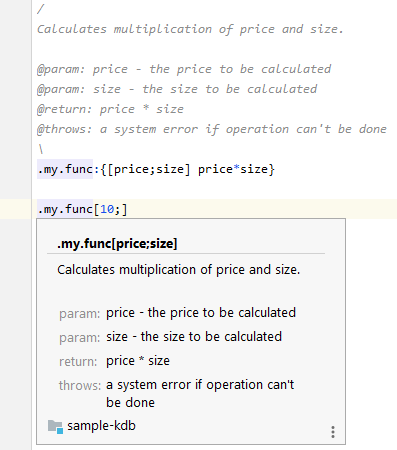 /
Calculates multiplication of price and size.
@param: price - the price to be calculated
@param: size - the size to be calculated
@return: price * size
@throws: a system error if operation can't be done
\
.my.func:{[price;size] price*size}
.my.func[10;]
.my.func[price;size]
Calculates multiplication of price and size.
param: price - the price to be calculated
param: size - the size to be calculated
return: price * size
throws: a system error if operation can't
be done
sample-kdb